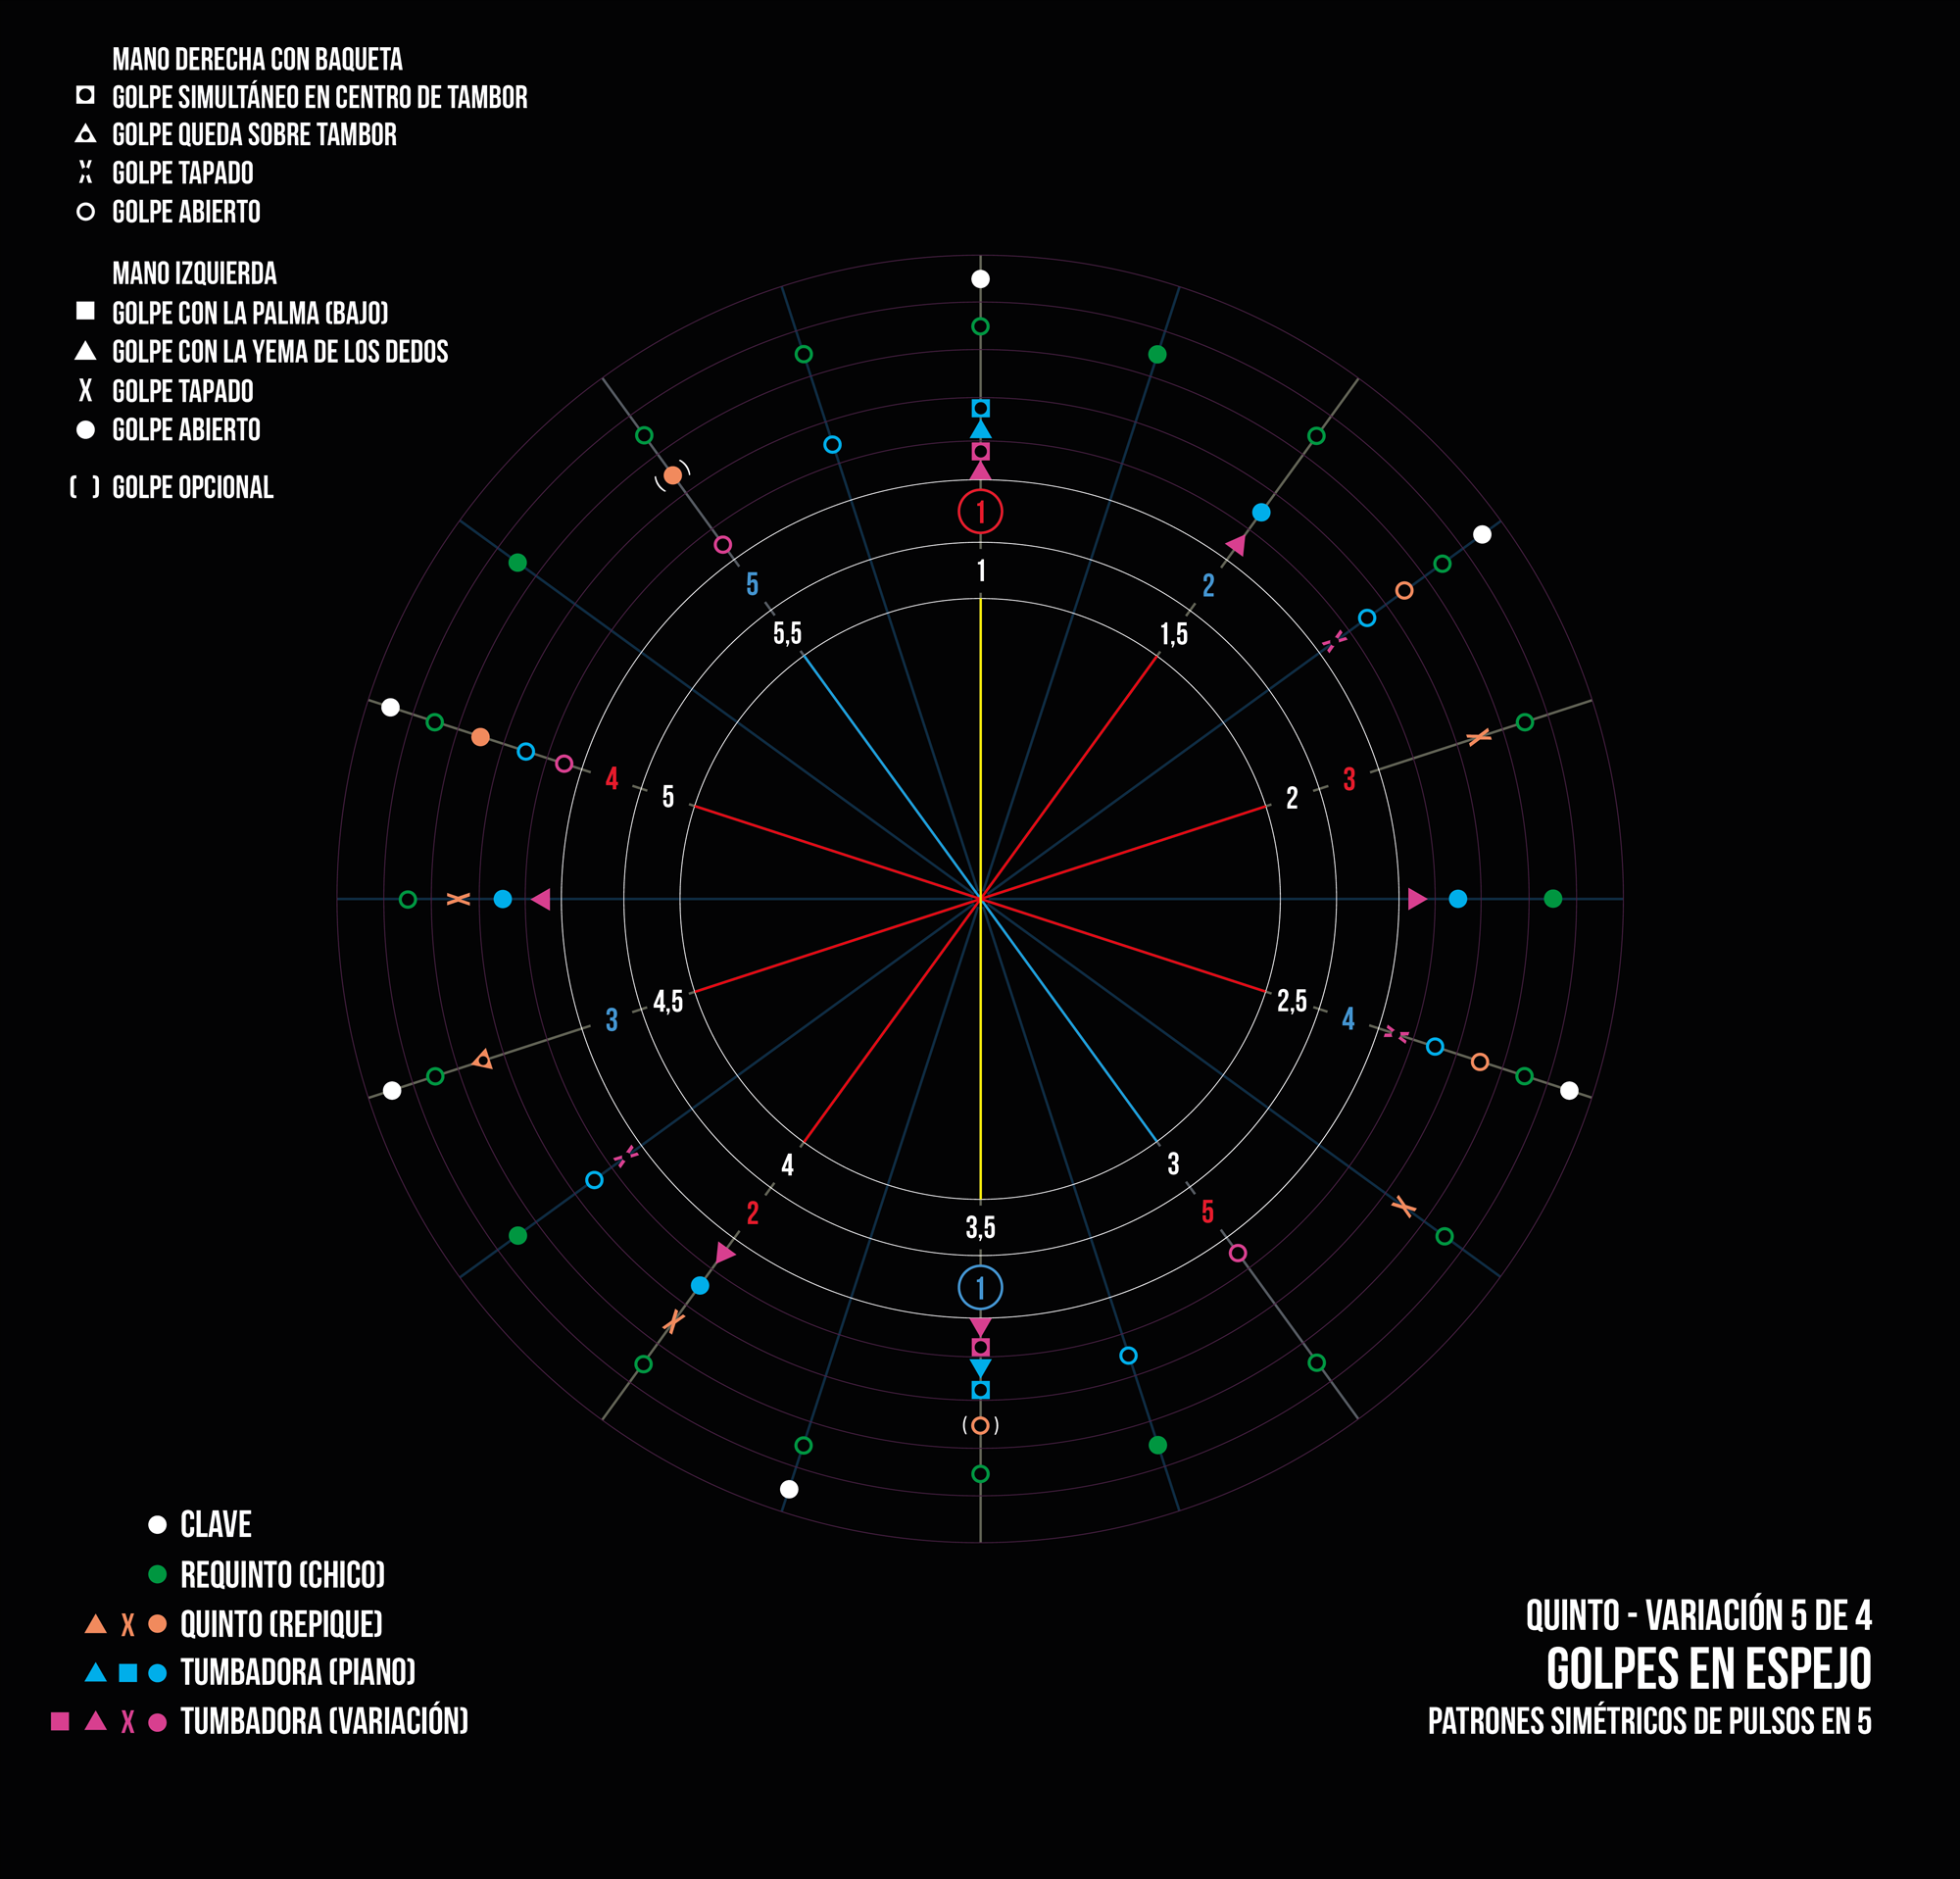 MANO DERECHA CON BAQUETA
GOLPE SIMULTÁNEO EN CENTRO DE TAMBOR
GOLPE QUEDA SOBRE TAMBOR
GOLPE TAPADO
GOLPE ABIERTO
MANO IZQUIERDA
GOLPE CON LA PALMA (BAJO)
GOLPE CON LA YEMA DE LOS DEDOS
X GOLPE TAPADO
GOLPE ABIERTO
( ) GOLPE OPCIONAL
1
1
5
2
5,5
1,5
4
5
2
3
3
4,5
2,5
4
4
3
2
5
3,5
1
CLAVE
REQUINTO (CHICO)
X QUINTO (REPIQUE)
TUMBADORA (PIANO)
X TUMBADORA (VARIACIÓN)
QUINTO - VARIACIÓN 5 DE 4
GOLPES EN ESPEJO
PATRONES SIMÉTRICOS DE PULSOS EN 5